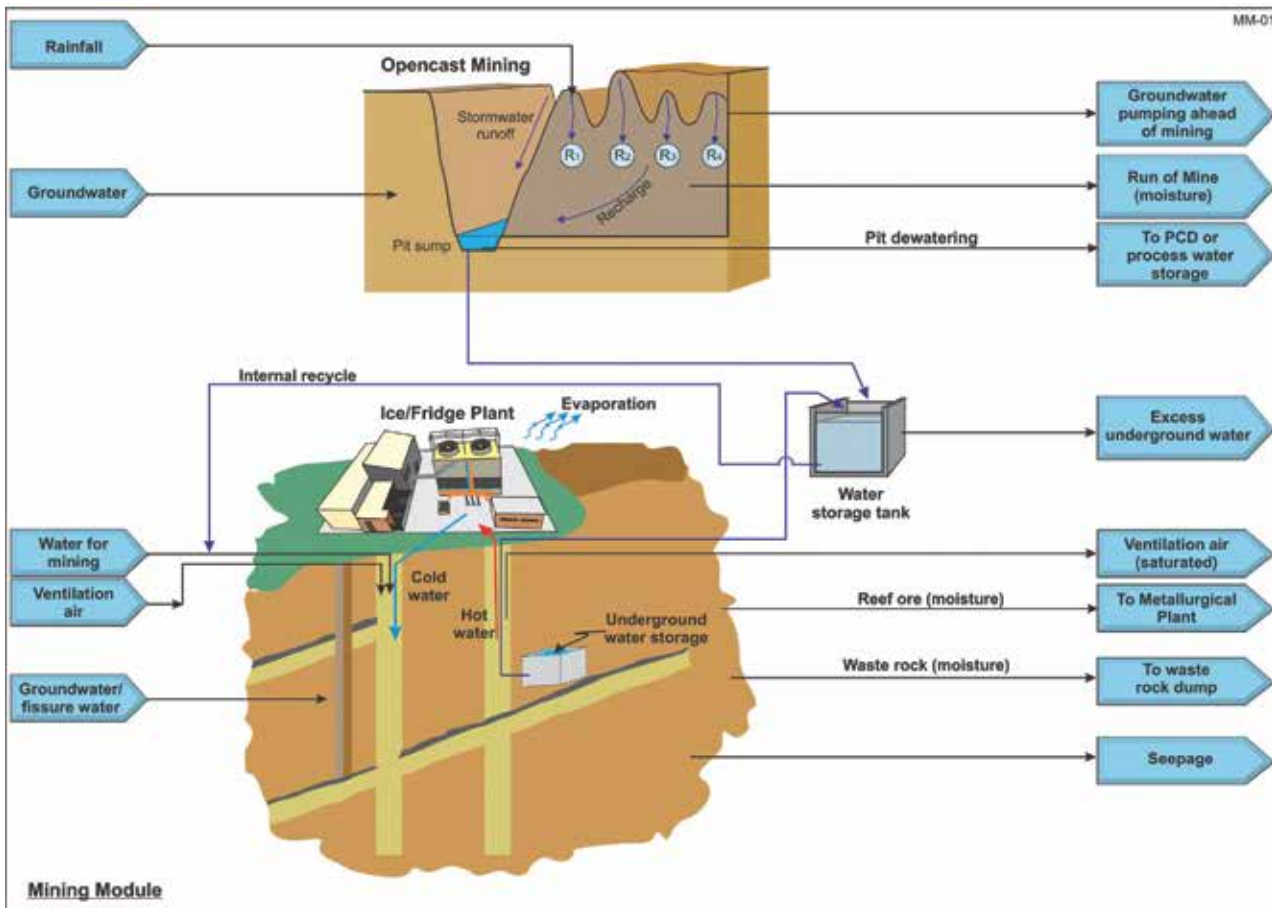 MM-01
Rainfall
Opencast Mining
Stormwater
runoff
R1
R2
R3
R4
Recharge
Groundwater
pumping ahead
of mining
Groundwater
Run of Mine
(moisture)
Pit sump
Pit dewatering
To PCD or
process water
storage
Internal recycle
Ice/Fridge Plant
Evaporation
Water
storage tank
Excess
underground water
Water for
mining
Ventilation
air
Cold
water
Hot
water
Underground
water storage
Ventilation air
(saturated)
Reef ore (moisture)
To Metallurgical
Plant
Groundwater/
fissure water
Waste rock (moisture)
To waste
rock dump
Seepage
Mining Module